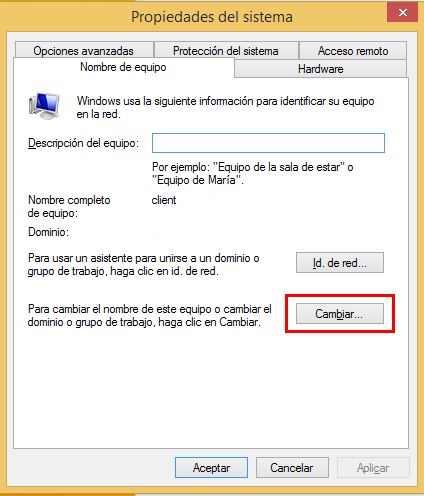 Propiedades del sistema
Opciones avanzadas
Protección del sistema
Acceso remoto
Nombre de equipo
Hardware
Windows usa la siguiente información para identificar su equipo
en la red.
Descripción del equipo:
Por ejemplo: "Equipo de la sala de estar" o
"Equipo de María".
Nombre completo
de equipo:
client
Dominio:
Para usar un asistente para unirse a un dominio o
grupo de trabajo, haga clic en id. de red.
Id. de red...
Para cambiar el nombre de este equipo o cambiar el
dominio o grupo de trabajo, haga clic en Cambiar.
Cambiar...
Aceptar
Cancelar
Aplicar